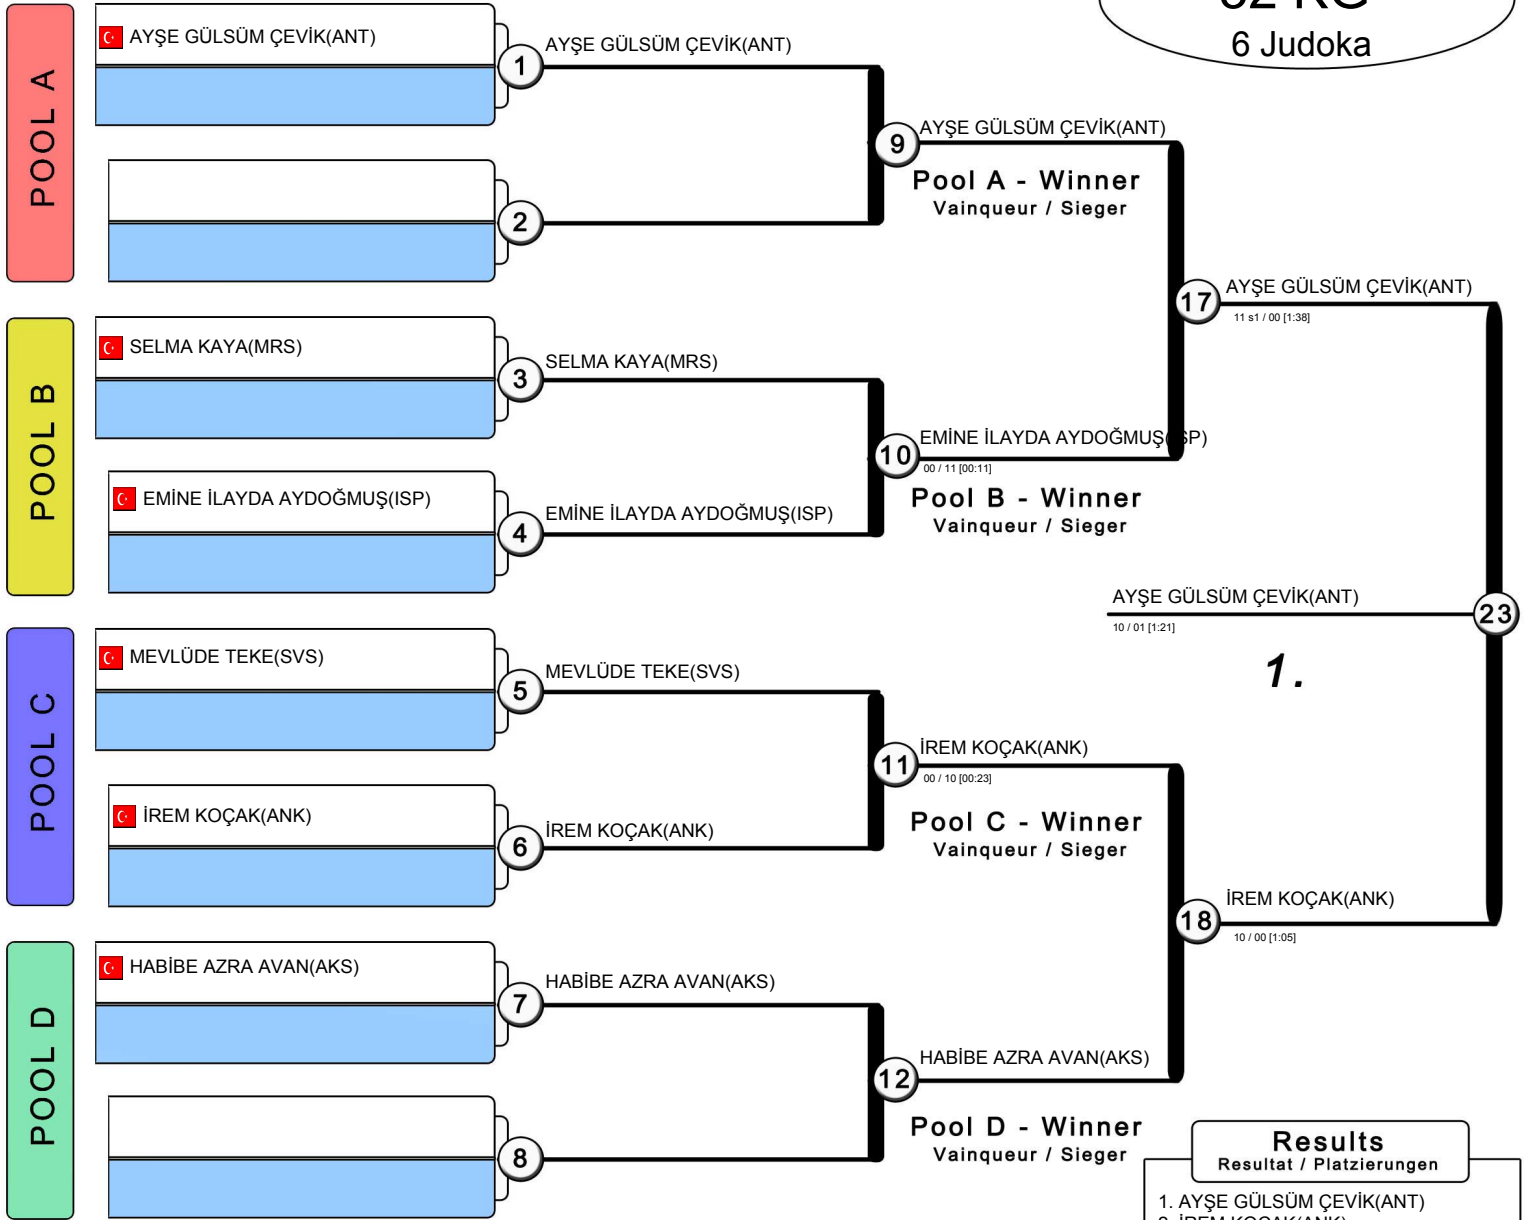 6 Judoka
POOL A
AYŞE GÜLSÜM ÇEVİK(ANT)
1
AYŞE GÜLSÜM ÇEVİK(ANT)
2
9
AYŞE GÜLSÜM ÇEVİK(ANT)
Pool A - Winner
Vainqueur / Sieger
POOL B
SELMA KAYA(MRS)
3
SELMA KAYA(MRS)
EMİNE İLAYDA AYDOĞMUŞ(ISP)
4
EMİNE İLAYDA AYDOĞMUŞ(ISP)
10
EMİNE İLAYDA AYDOĞMUŞ(ISP)
00 / 11 [00:11]
Pool B - Winner
Vainqueur / Sieger
17
AYŞE GÜLSÜM ÇEVİK(ANT)
11 s1 / 00 [1:38]
POOL C
MEVLÜDE TEKE(SVS)
5
MEVLÜDE TEKE(SVS)
İREM KOÇAK(ANK)
6
İREM KOÇAK(ANK)
11
İREM KOÇAK(ANK)
00 / 10 [00:23]
Pool C - Winner
Vainqueur / Sieger
POOL D
HABİBE AZRA AVAN(AKS)
7
HABİBE AZRA AVAN(AKS)
8
12
HABİBE AZRA AVAN(AKS)
Pool D - Winner
Vainqueur / Sieger
18
İREM KOÇAK(ANK)
10 / 00 [1:05]
AYŞE GÜLSÜM ÇEVİK(ANT)
10 / 01 [1:21]
23
1.
Results
Resultat / Platzierungen
1. AYŞE GÜLSÜM ÇEVİK(ANT)
İREM KOÇAK(ANK)